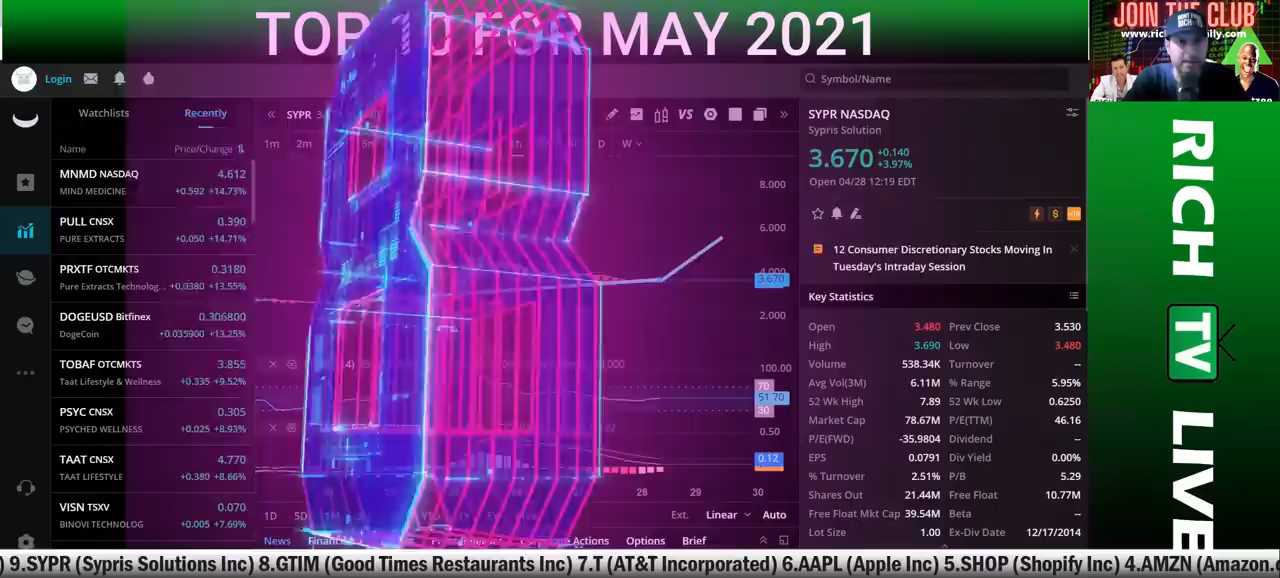 TOP 10 FOR MAY 2021
JOIN THE CLUB
Login
Symbol/Name
Watchlists
Recently
Name
Price/Change
MNMD NASDAQ 4.612
MIND MEDICINE +0.592 +14.73%
PULL CNSX 0.390
PURE EXTRACTS +0.050 +14.71%
PRXTF OTCMKTS 0.3180
Pure Extracts Technolog... +0.0380 +13.55%
DOGEUSD Bitfinex 0.306800
DogeCoin +0.035900 +13.25%
TOBAF OTCMKTS 3.855
Taat Lifestyle & Wellness +0.335 +9.52%
PSYC CNSX 0.305
PSYCHED WELLNESS +0.025 +8.93%
TAAT CNSX 4.770
TAAT LIFESTYLE +0.380 +8.66%
VISN TSXV 0.070
BINOVI TECHNOLOG +0.005 +7.69%
SYPR
VS
1m 2m D W
8.000
6.000
4.000
3.670
2.000
100.00
70
51.70
30
0.50
0.12
28 29 30
1D 5D Ext. Linear Auto
News Actions Options Brief
SYPR NASDAQ
Sypris Solution
3.670 +0.140
+3.97%
Open 04/28 12:19 EDT
12 Consumer Discretionary Stocks Moving In
Tuesday's Intraday Session
Key Statistics
Open 3.480 Prev Close 3.530
High 3.690 Low 3.480
Volume 538.34K Turnover --
Avg Vol(3M) 6.11M % Range 5.95%
52 Wk High 7.89 52 Wk Low 0.6250
Market Cap 78.67M P/E(TTM) 46.16
P/E(FWD) -35.9804 Dividend --
EPS 0.0791 Div Yield 0.00%
% Turnover 2.51% P/B 5.29
Shares Out 21.44M Free Float 10.77M
Free Float Mkt Cap 39.54M Beta --
Lot Size 1.00 Ex-Div Date 12/17/2014
RICH TV LIVE
) 9.SYPR (Sypris Solutions Inc) 8.GTIM (Good Times Restaurants Inc) 7.T (AT&T Incorporated) 6.AAPL (Apple Inc) 5.SHOP (Shopify Inc) 4.AMZN (Amazon.c